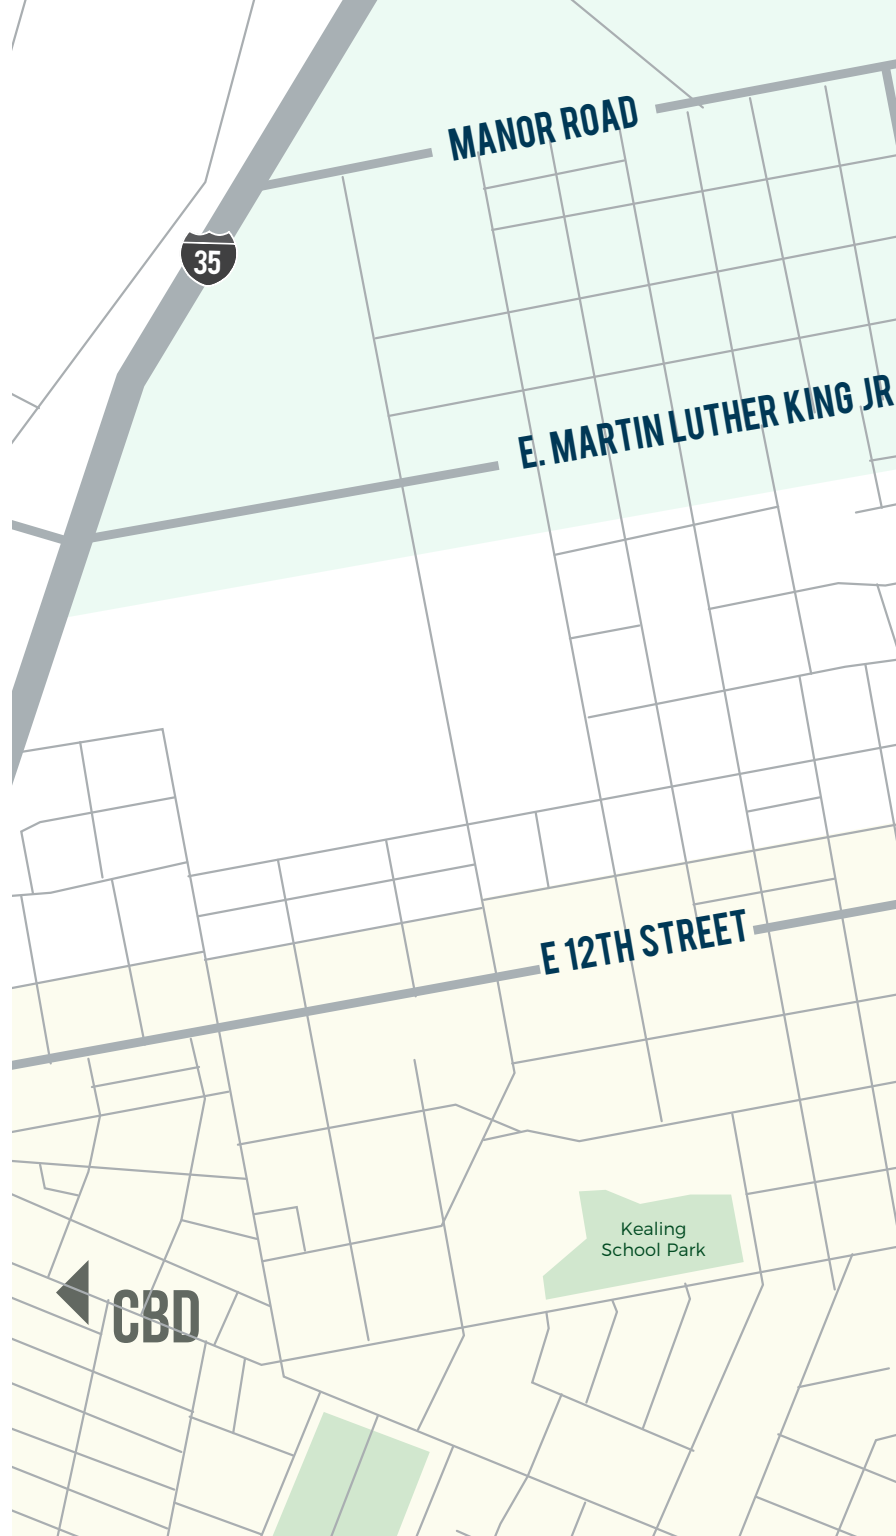 MANOR ROAD
35
E. MARTIN LUTHER KING JR
E 12TH STREET
Kealing
School Park
CBD